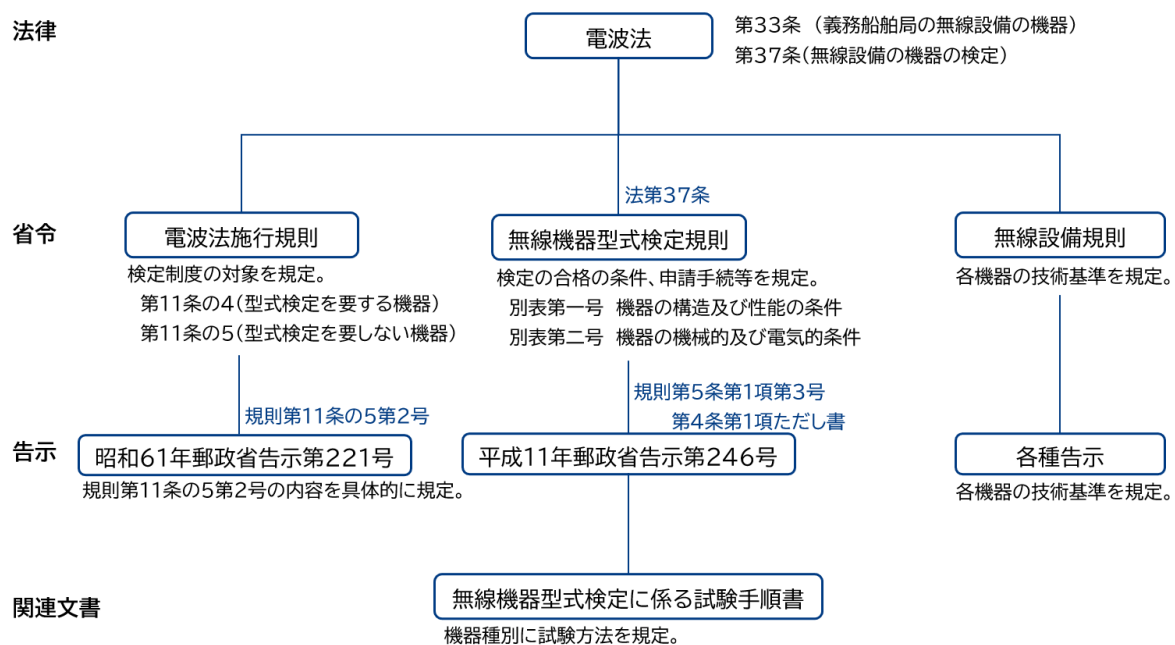 法律
電波法
第33条 （義務船舶局の無線設備の機器）
第37条（無線設備の機器の検定）
法第37条
省令
電波法施行規則
検定制度の対象を規定。
第11条の4（型式検定を要する機器）
第11条の5（型式検定を要しない機器）
無線機器型式検定規則
検定の合格の条件、申請手続等を規定。
別表第一号 機器の構造及び性能の条件
別表第二号 機器の機械的及び電気的条件
無線設備規則
各機器の技術基準を規定。
規則第11条の5第2号
規則第5条第1項第3号
第4条第1項ただし書
告示
昭和61年郵政省告示第221号
規則第11条の5第2号の内容を具体的に規定。
平成11年郵政省告示第246号
各種告示
各機器の技術基準を規定。
関連文書
無線機器型式検定に係る試験手順書
機器種別に試験方法を規定。